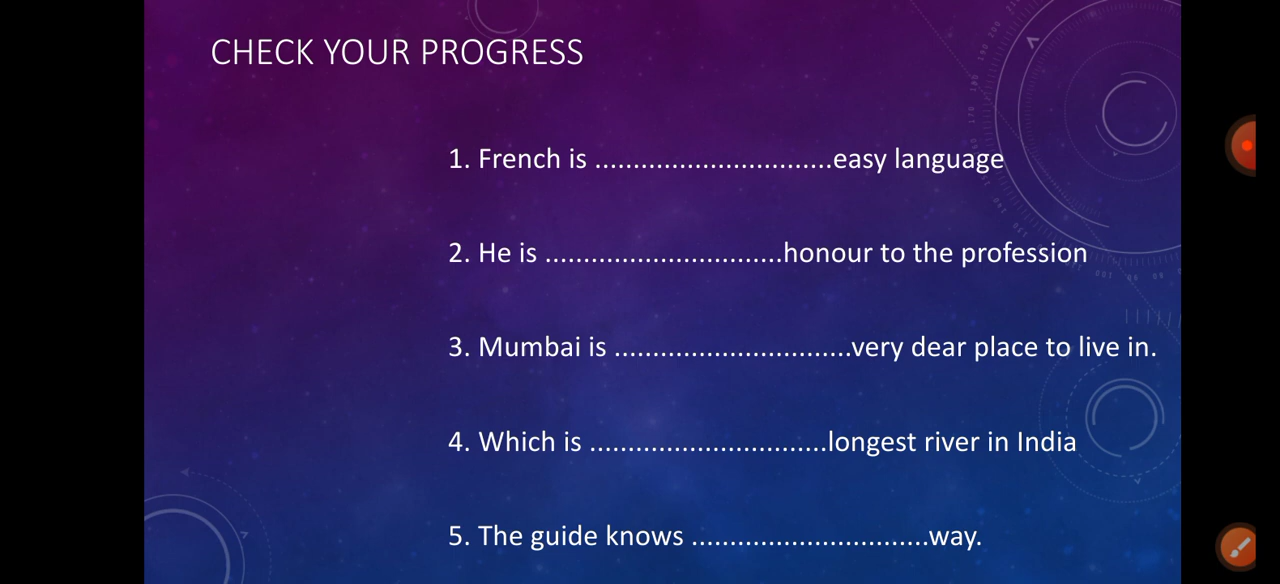 CHECK YOUR PROGRESS
1. French is ...............................easy language
2. He is ...............................honour to the profession
3. Mumbai is ...............................very dear place to live in.
4. Which is ...............................longest river in India
5. The guide knows ...............................way.